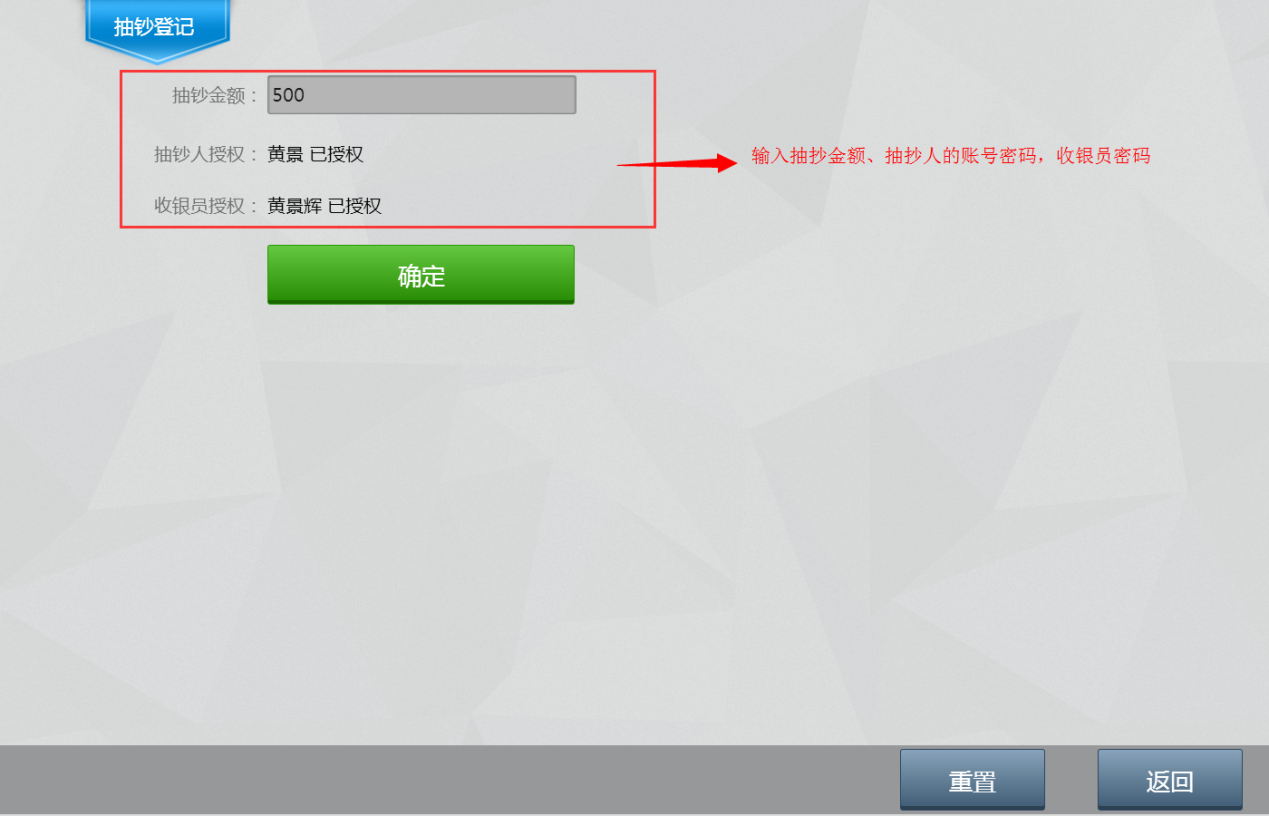 抽钞登记
抽钞金额： 500
抽钞人授权： 黄景 已授权
输入抽抄金额、抽抄人的账号密码，收银员密码
收银员授权： 黄景辉 已授权
确定
重置 返回